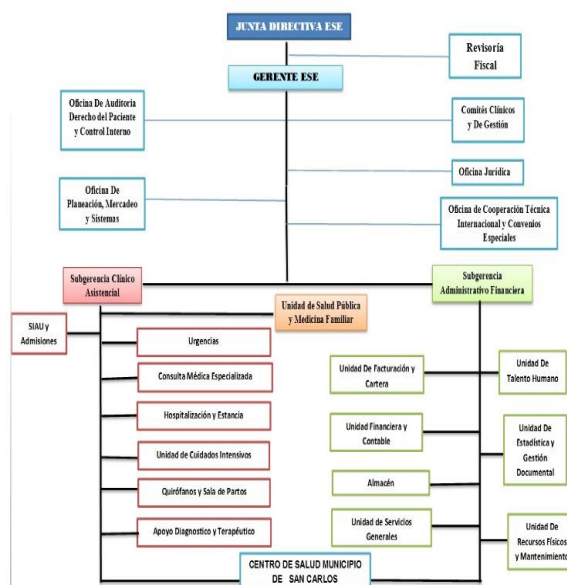 JUNTA DIRECTIVA ESE
Revisoría
Fiscal
GERENTE ESE
Oficina De Auditoria
Derecho del Paciente
y Control Interno
Comités Clínicos
y De Gestión
Oficina Jurídica
Oficina De
Planeación, Mercadeo
y Sistemas
Oficina de Cooperación Técnica
Internacional y Convenios
Especiales
Subgerencia Clínico
Asistencial
Subgerencia
Administrativo Financiera
Unidad de Salud Pública
y Medicina Familiar
SIAU y
Admisiones
Urgencias
Consulta Médica Especializada
Hospitalización y Estancia
Unidad de Cuidados Intensivos
Quirófanos y Sala de Partos
Apoyo Diagnostico y Terapéutico
Unidad De Facturación y
Cartera
Unidad De
Talento Humano
Unidad Financiera y
Contable
Unidad De
Estadística y
Gestión
Documental
Almacén
Unidad de Servicios
Generales
Unidad De
Recursos Físicos
y Mantenimiento
CENTRO DE SALUD MUNICIPIO
DE SAN CARLOS